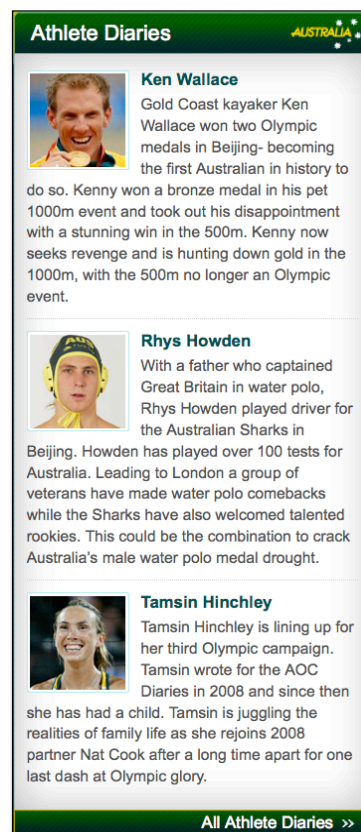 Athlete Diaries
AUSTRALIA
Ken Wallace
Gold Coast kayaker Ken
Wallace won two Olympic
medals in Beijing- becoming
the first Australian in history to
do so. Kenny won a bronze medal in his pet
1000m event and took out his disappointment
with a stunning win in the 500m. Kenny now
seeks revenge and is hunting down gold in the
1000m, with the 500m no longer an Olympic
event.
AUS
Rhys Howden
With a father who captained
Great Britain in water polo,
Rhys Howden played driver for
the Australian Sharks in
Beijing. Howden has played over 100 tests for
Australia. Leading to London a group of
veterans have made water polo comebacks
while the Sharks have also welcomed talented
rookies. This could be the combination to crack
Australia's male water polo medal drought.
Tamsin Hinchley
Tamsin Hinchley is lining up for
her third Olympic campaign.
Tamsin wrote for the AOC
Diaries in 2008 and since then
she has had a child. Tamsin is juggling the
realities of family life as she rejoins 2008
partner Nat Cook after a long time apart for one
last dash at Olympic glory.
All Athlete Diaries »